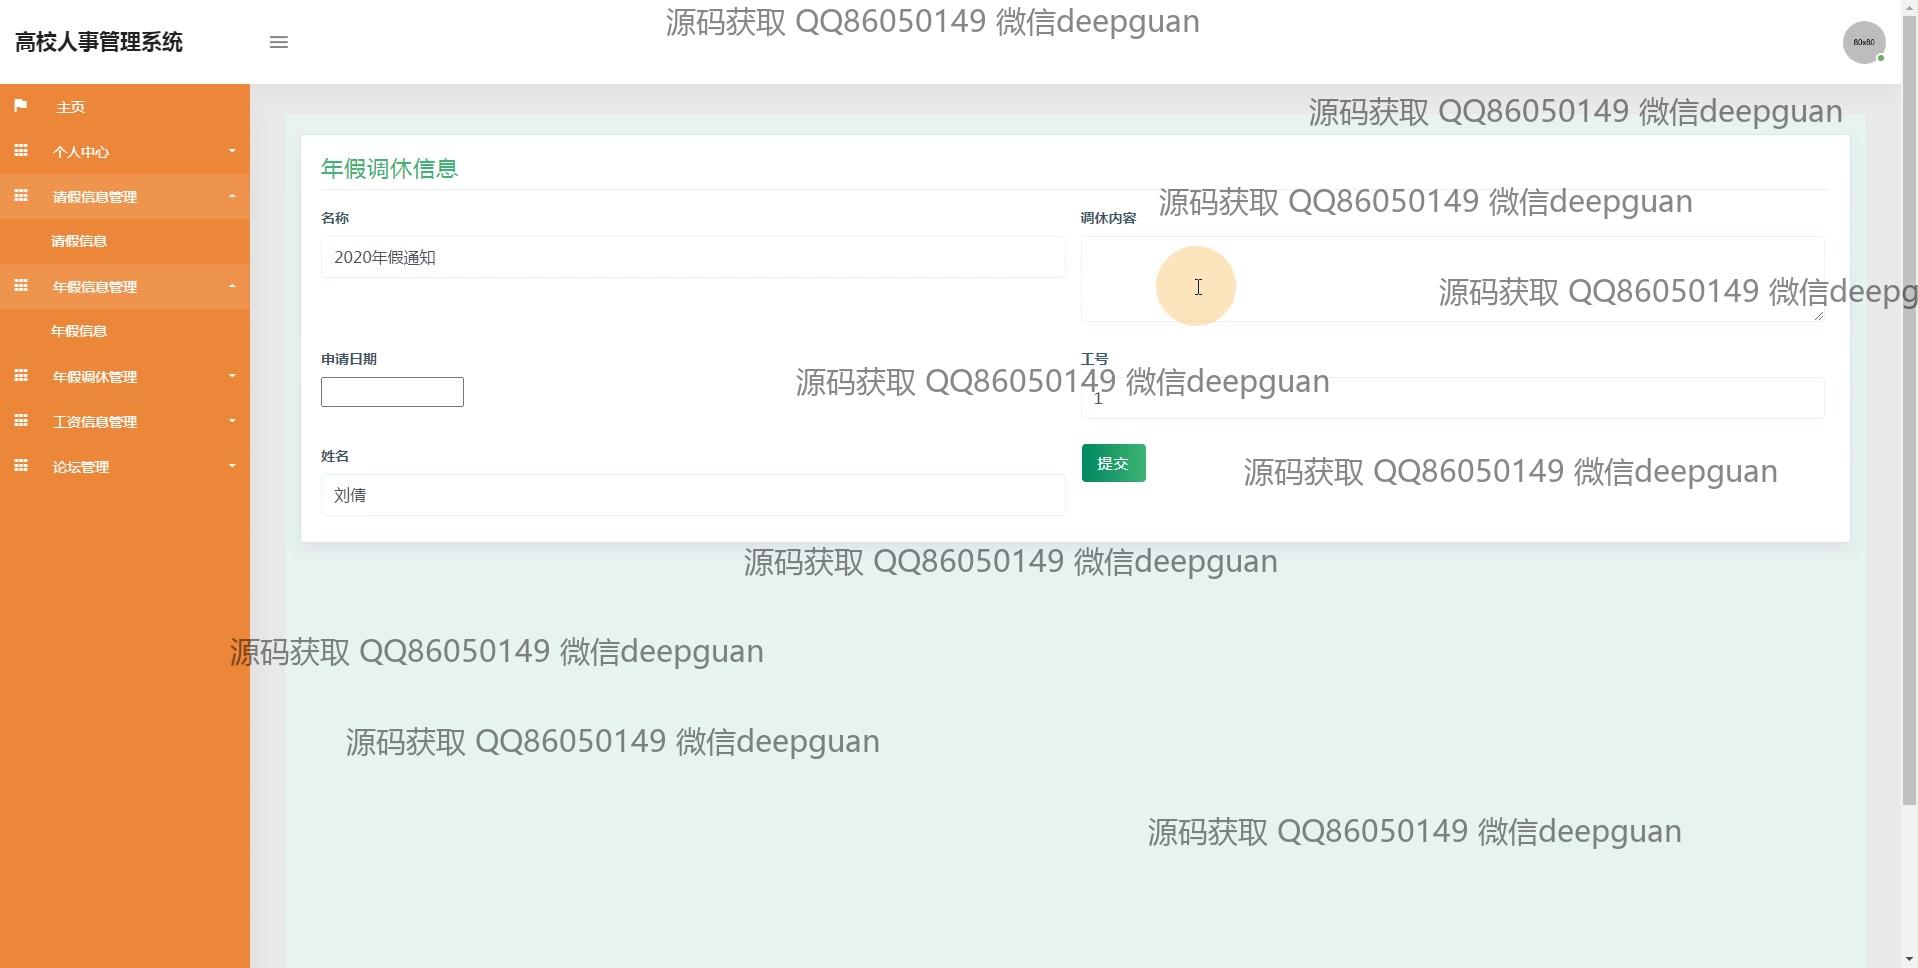 源码获取 QQ86050149 微信deepguan
高校人事管理系统
80x80
源码获取 QQ86050149 微信deepguan
主页
个人中心
请假信息管理
请假信息
年假信息管理
年假信息
年假调休管理
工资信息管理
论坛管理
年假调休信息
源码获取 QQ86050149 微信deepguan
名称
调休内容
2020年假通知
源码获取 QQ86050149 微信deepg
申请日期
工号
源码获取 QQ86050149 微信deepguan
1
姓名
提交
源码获取 QQ86050149 微信deepguan
刘倩
源码获取 QQ86050149 微信deepguan
源码获取 QQ86050149 微信deepguan
源码获取 QQ86050149 微信deepguan
源码获取 QQ86050149 微信deepguan